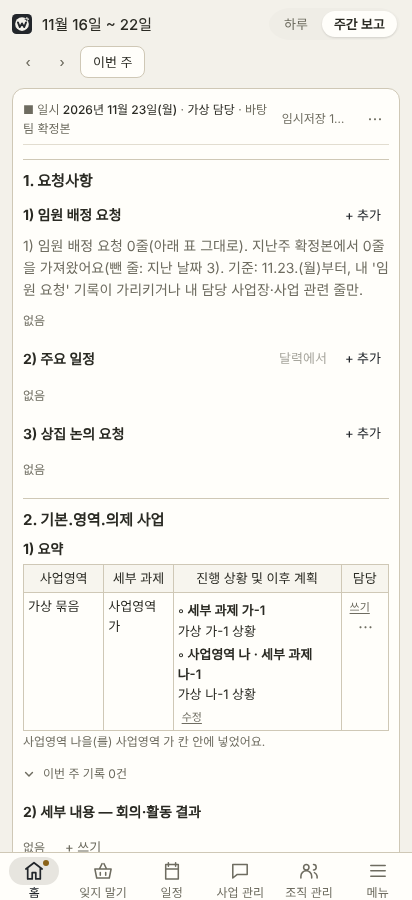 11월 16일 ~ 22일
하루
주간 보고
‹
›
이번 주
■ 일시 2026년 11월 23일(월) · 가상 담당 · 바탕
팀 확정본
임시저장 1...
···
1. 요청사항
1) 임원 배정 요청
+ 추가
1) 임원 배정 요청 0줄(아래 표 그대로). 지난주 확정본에서 0줄
을 가져왔어요(뺀 줄: 지난 날짜 3). 기준: 11.23.(월)부터, 내 '임
원 요청' 기록이 가리키거나 내 담당 사업장·사업 관련 줄만.
없음
2) 주요 일정
달력에서
+ 추가
없음
3) 상집 논의 요청
+ 추가
없음
2. 기본.영역.의제 사업
1) 요약
사업영역
세부 과제
진행 상황 및 이후 계획
담당
가상 묶음
사업영역
가
∘ 세부 과제 가-1
가상 가-1 상황
∘ 사업영역 나 · 세부 과제
나-1
가상 나-1 상황
수정
쓰기
···
사업영역 나을(를) 사업영역 가 칸 안에 넣었어요.
이번 주 기록 0건
2) 세부 내용 — 회의·활동 결과
없음
+ 쓰기
홈
잊지 말기
일정
사업 관리
조직 관리
메뉴